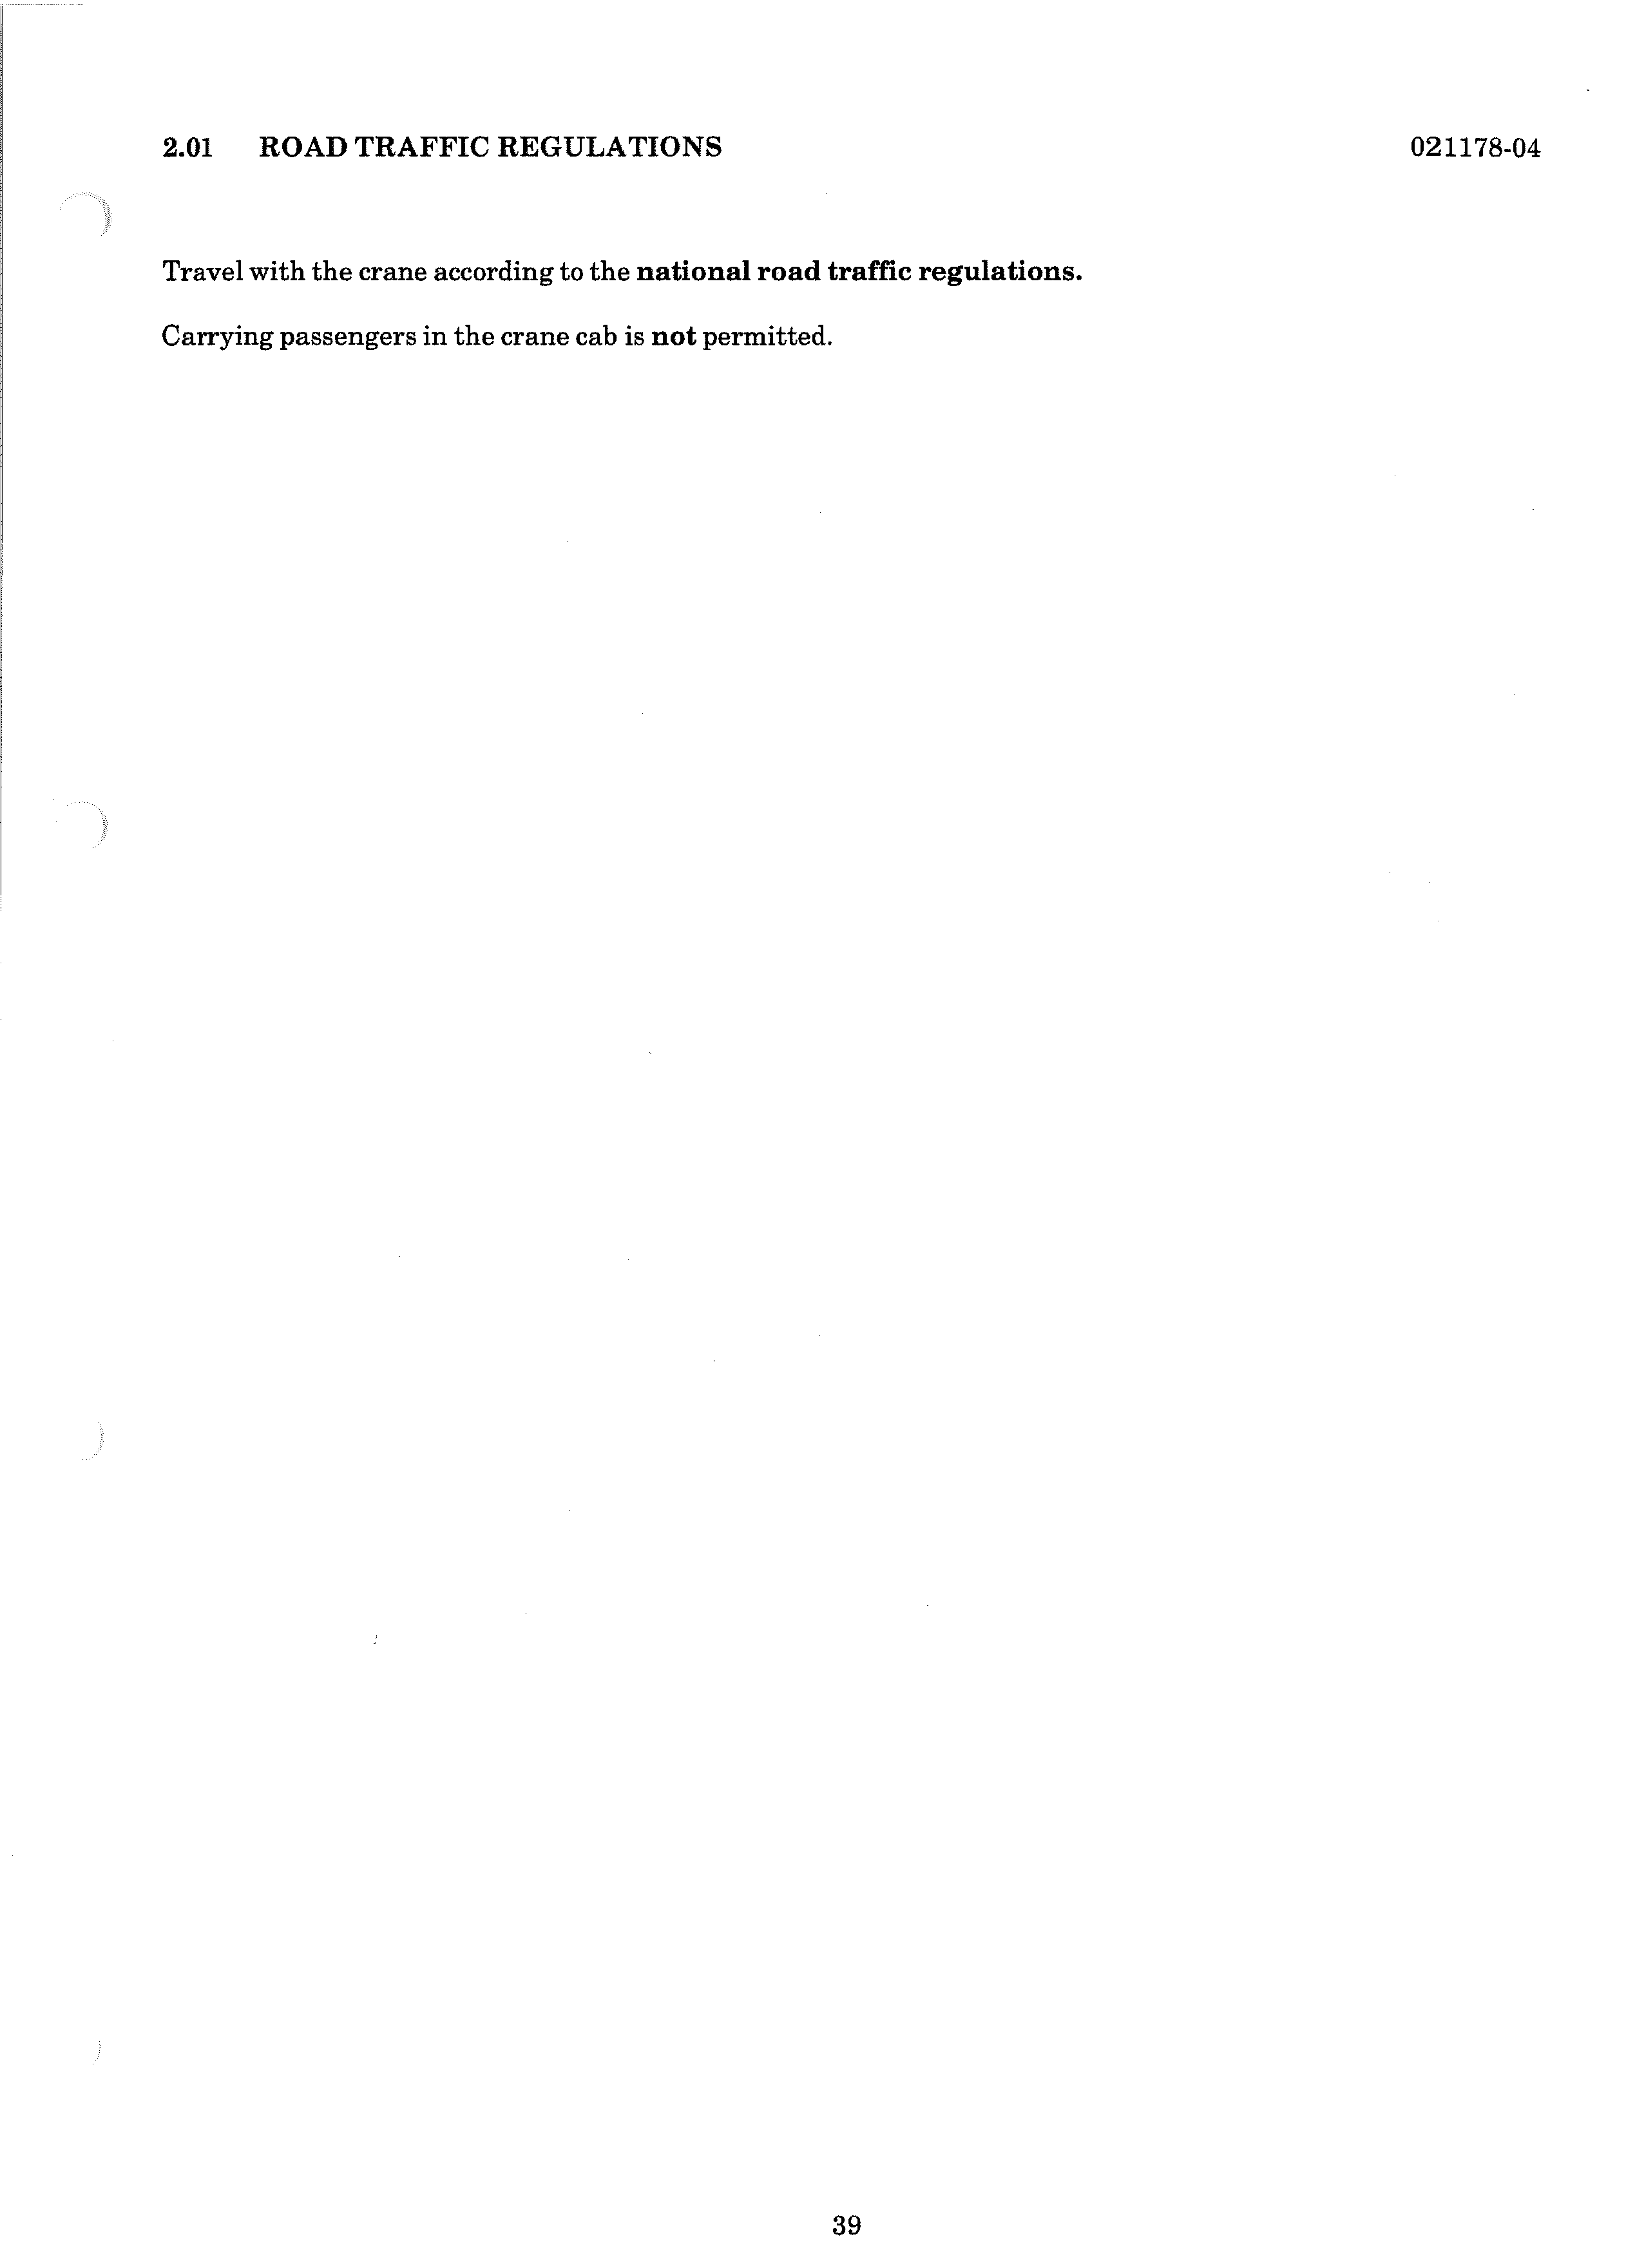 2.01 ROAD TRAFFIC REGULATIONS 021178-04
Travel with the crane according to the national road traffic regulations.
Carrying passengers in the crane cab is not permitted.
39